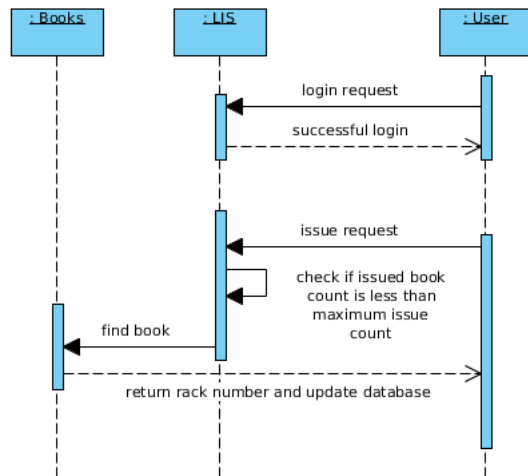 : Books
: LIS
: User
login request
successful login
issue request
check if issued book
count is less than
maximum issue
count
find book
return rack number and update database